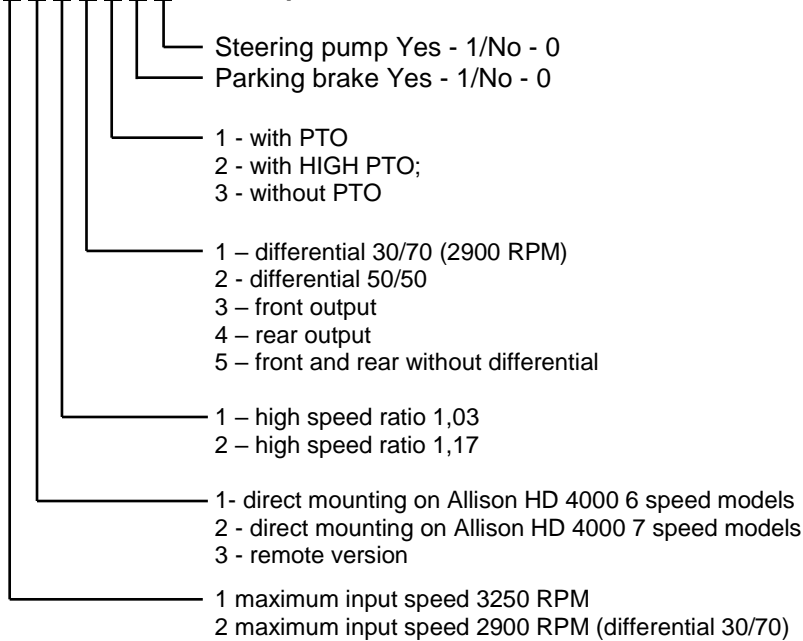 Steering pump Yes - 1/No - 0
Parking brake Yes - 1/No - 0
1 - with PTO
2 - with HIGH PTO;
3 - without PTO
1 – differential 30/70 (2900 RPM)
2 - differential 50/50
3 – front output
4 – rear output
5 – front and rear without differential
1 – high speed ratio 1,03
2 – high speed ratio 1,17
1- direct mounting on Allison HD 4000 6 speed models
2 - direct mounting on Allison HD 4000 7 speed models
3 - remote version
1 maximum input speed 3250 RPM
2 maximum input speed 2900 RPM (differential 30/70)